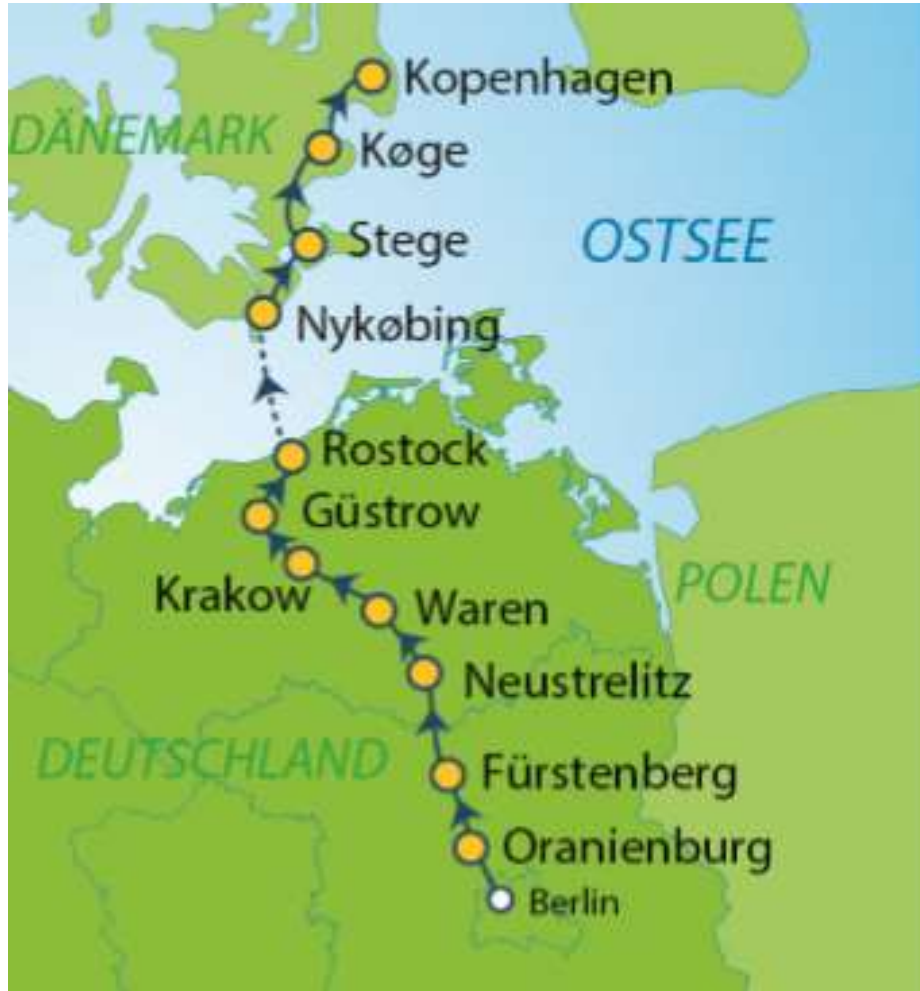 Kopenhagen
DÄNEMARK
Køge
Stege
OSTSEE
Nykøbing
Rostock
Güstrow
Krakow
Waren
POLEN
Neustrelitz
DEUTSCHLAND
Fürstenberg
Oranienburg
Berlin